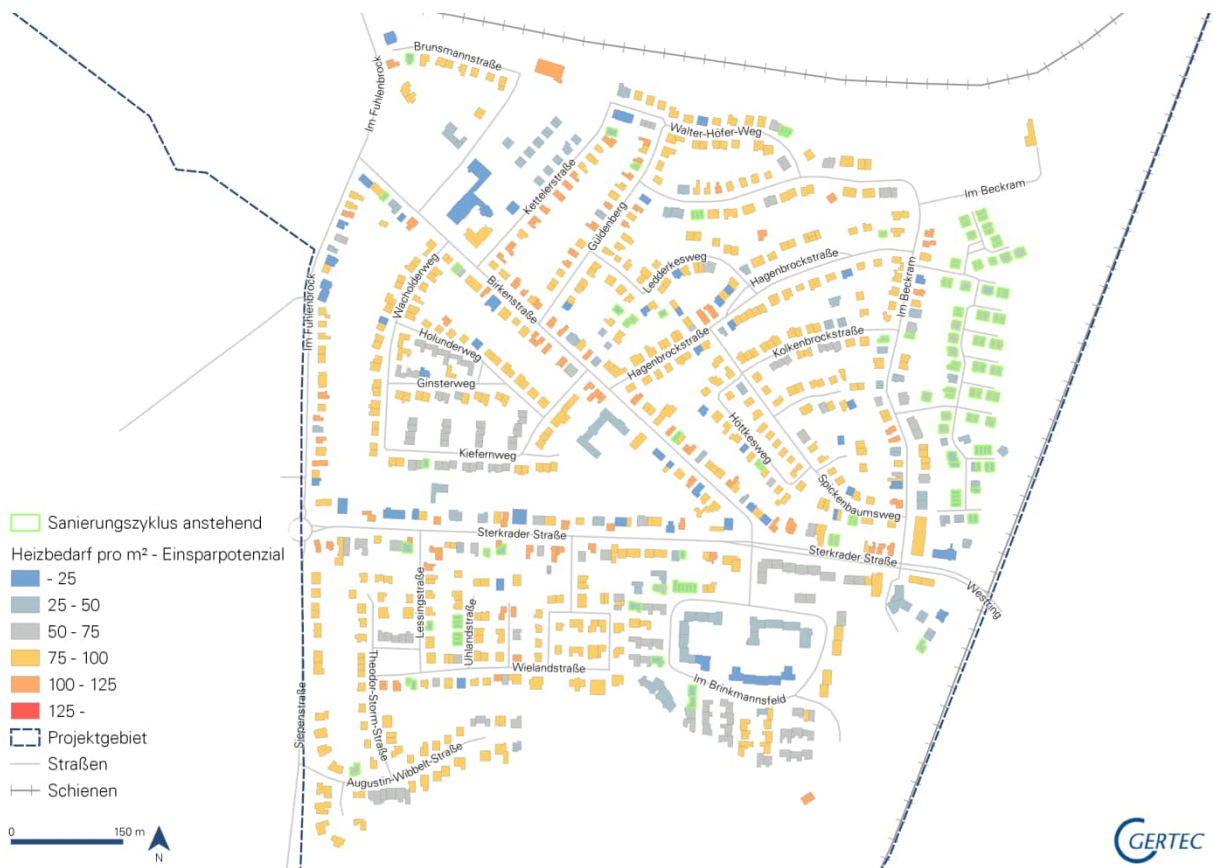 Brunsmannstraße
Im Fuhlenbrock
Walter-Höfer-Weg
Kettelerstraße
Im Beckram
Güldenberg
Ledderkesweg
Hagenbrockstraße
Wacholderweg
Birkenstraße
Im Beckram
Im Fuhlenbrock
Holunderweg
Kolkenbrockstraße
Hagenbrockstraße
Ginsterweg
Höttkesweg
Kiefernweg
Spickenbaumsweg
Sterkrader Straße
Sterkrader Straße
Westring
Lessingstraße
Uhlandstraße
Wielandstraße
Theodor-Storm-Straße
Im Brinkmannsfeld
Siepenstraße
Augustin-Wibbelt-Straße
Sanierungszyklus anstehend
Heizbedarf pro m² - Einsparpotenzial
- 25
25 - 50
50 - 75
75 - 100
100 - 125
125 -
Projektgebiet
Straßen
Schienen
0 150 m
N
GERTEC